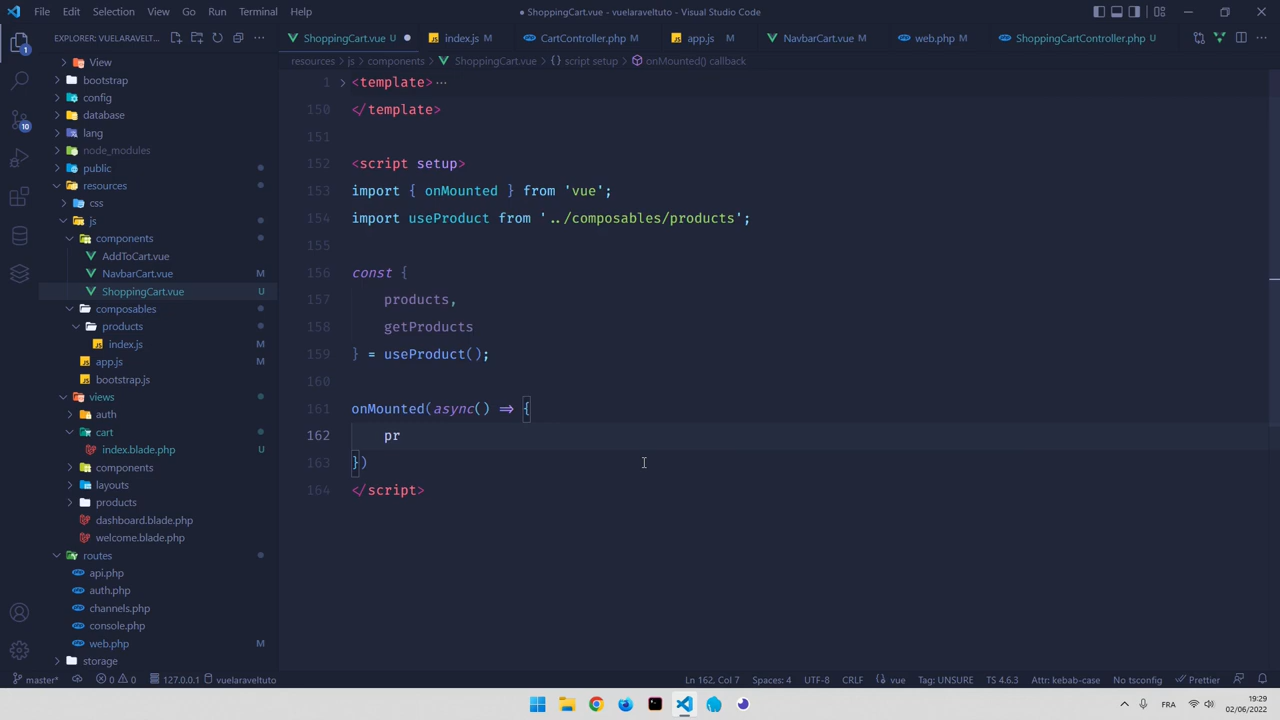 File Edit Selection View Go Run Terminal Help
● ShoppingCart.vue - vuelaraveltuto - Visual Studio Code
EXPLORER: VUELARAVELT...
ShoppingCart.vue U
index.js M
CartController.php
app.js M
NavbarCart.vue M
web.php M
ShoppingCartController.php U
resources > js > components > ShoppingCart.vue > {} script setup > onMounted() callback
View
bootstrap
config
database
lang
node_modules
public
resources
css
js
components
AddToCart.vue
NavbarCart.vue M
ShoppingCart.vue U
composables
products
index.js
app.js M
bootstrap.js
views
auth
cart
index.blade.php U
components
layouts
products
dashboard.blade.php
welcome.blade.php
routes
api.php
auth.php
channels.php
console.php
web.php M
storage
1
10
1 <template>…
150 </template>
151
152 <script setup>
153 import { onMounted } from 'vue';
154 import useProduct from '../composables/products';
155
156 const {
157 products,
158 getProducts
159 } = useProduct();
160
161 onMounted(async() => {
162 pr
163 })
164 </script>
master* 0 0 127.0.0.1 vuelaraveltuto Ln 162, Col 7 Spaces: 4 UTF-8 CRLF {} vue Tag: UNSURE TS 4.6.3 Attr: kebab-case No tsconfig Prettier
FRA 19:29
02/06/2022